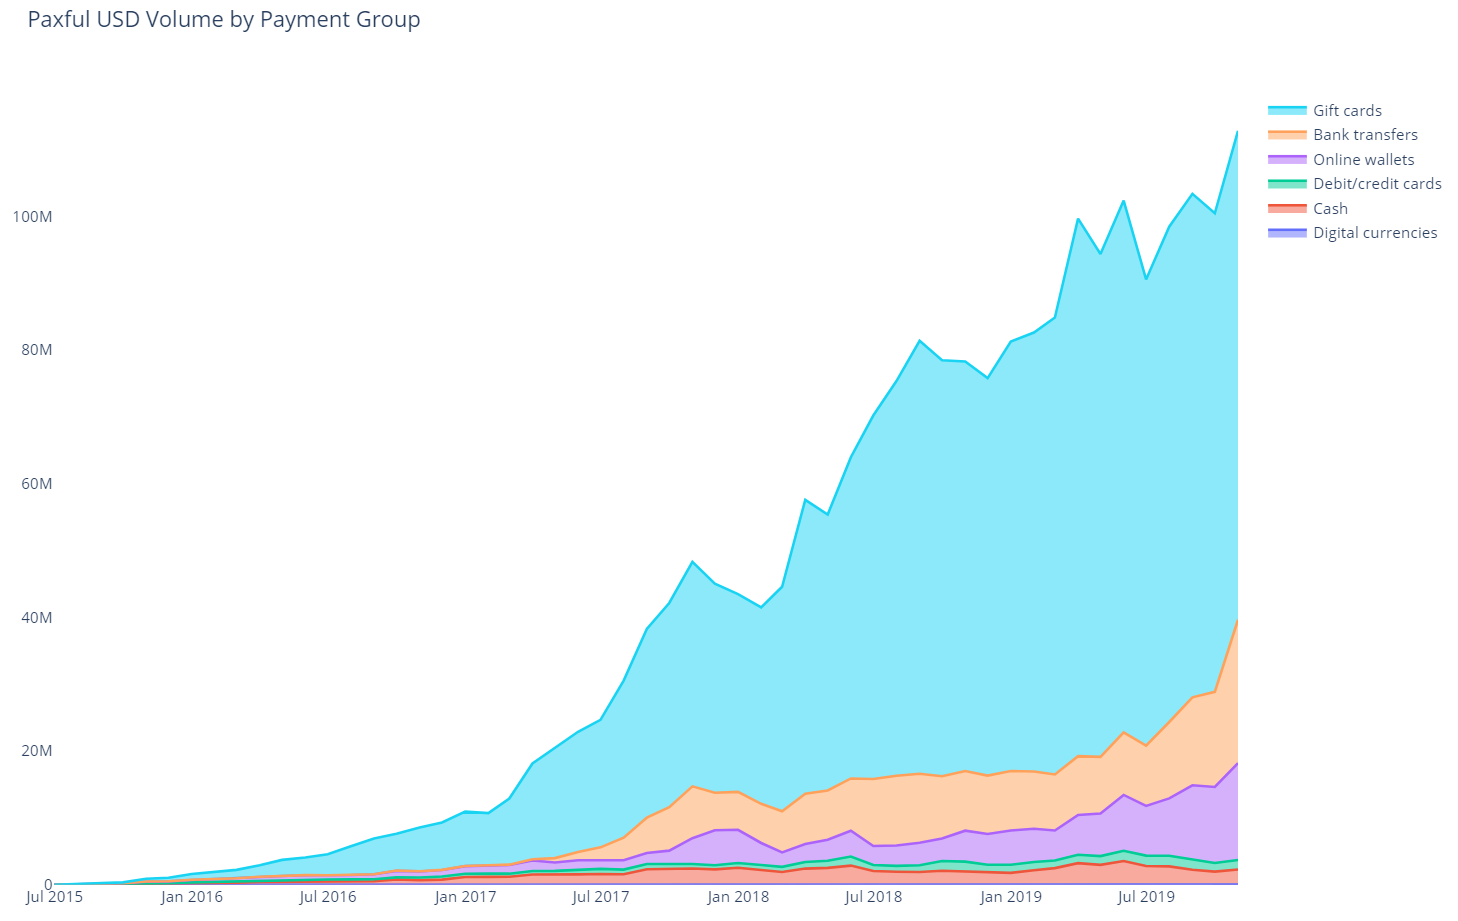 Paxful USD Volume by Payment Group
Gift cards
Bank transfers
Online wallets
Debit/credit cards
Cash
Digital currencies
100M
80M
60M
40M
20M
0
Jul 2015
Jan 2016
Jul 2016
Jan 2017
Jul 2017
Jan 2018
Jul 2018
Jan 2019
Jul 2019